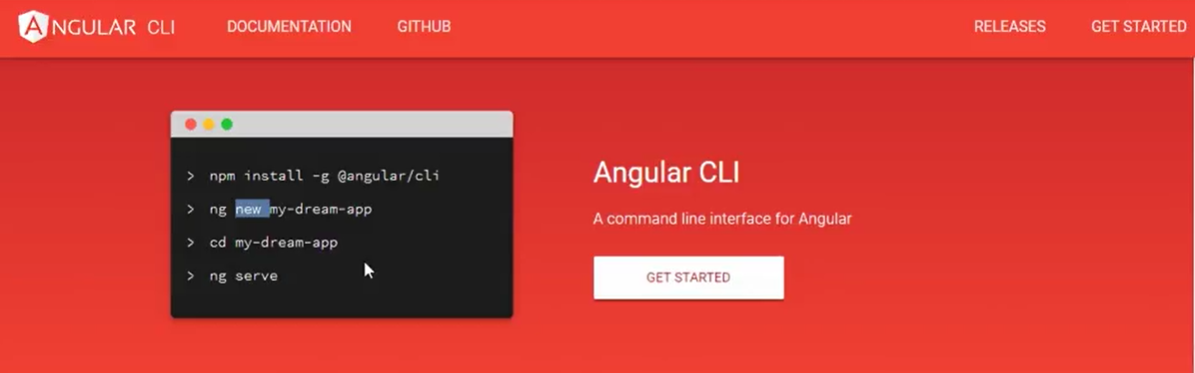 ANGULAR CLI DOCUMENTATION GITHUB RELEASES GET STARTED
> npm install -g @angular/cli
> ng new my-dream-app
> cd my-dream-app
> ng serve
Angular CLI
A command line interface for Angular
GET STARTED